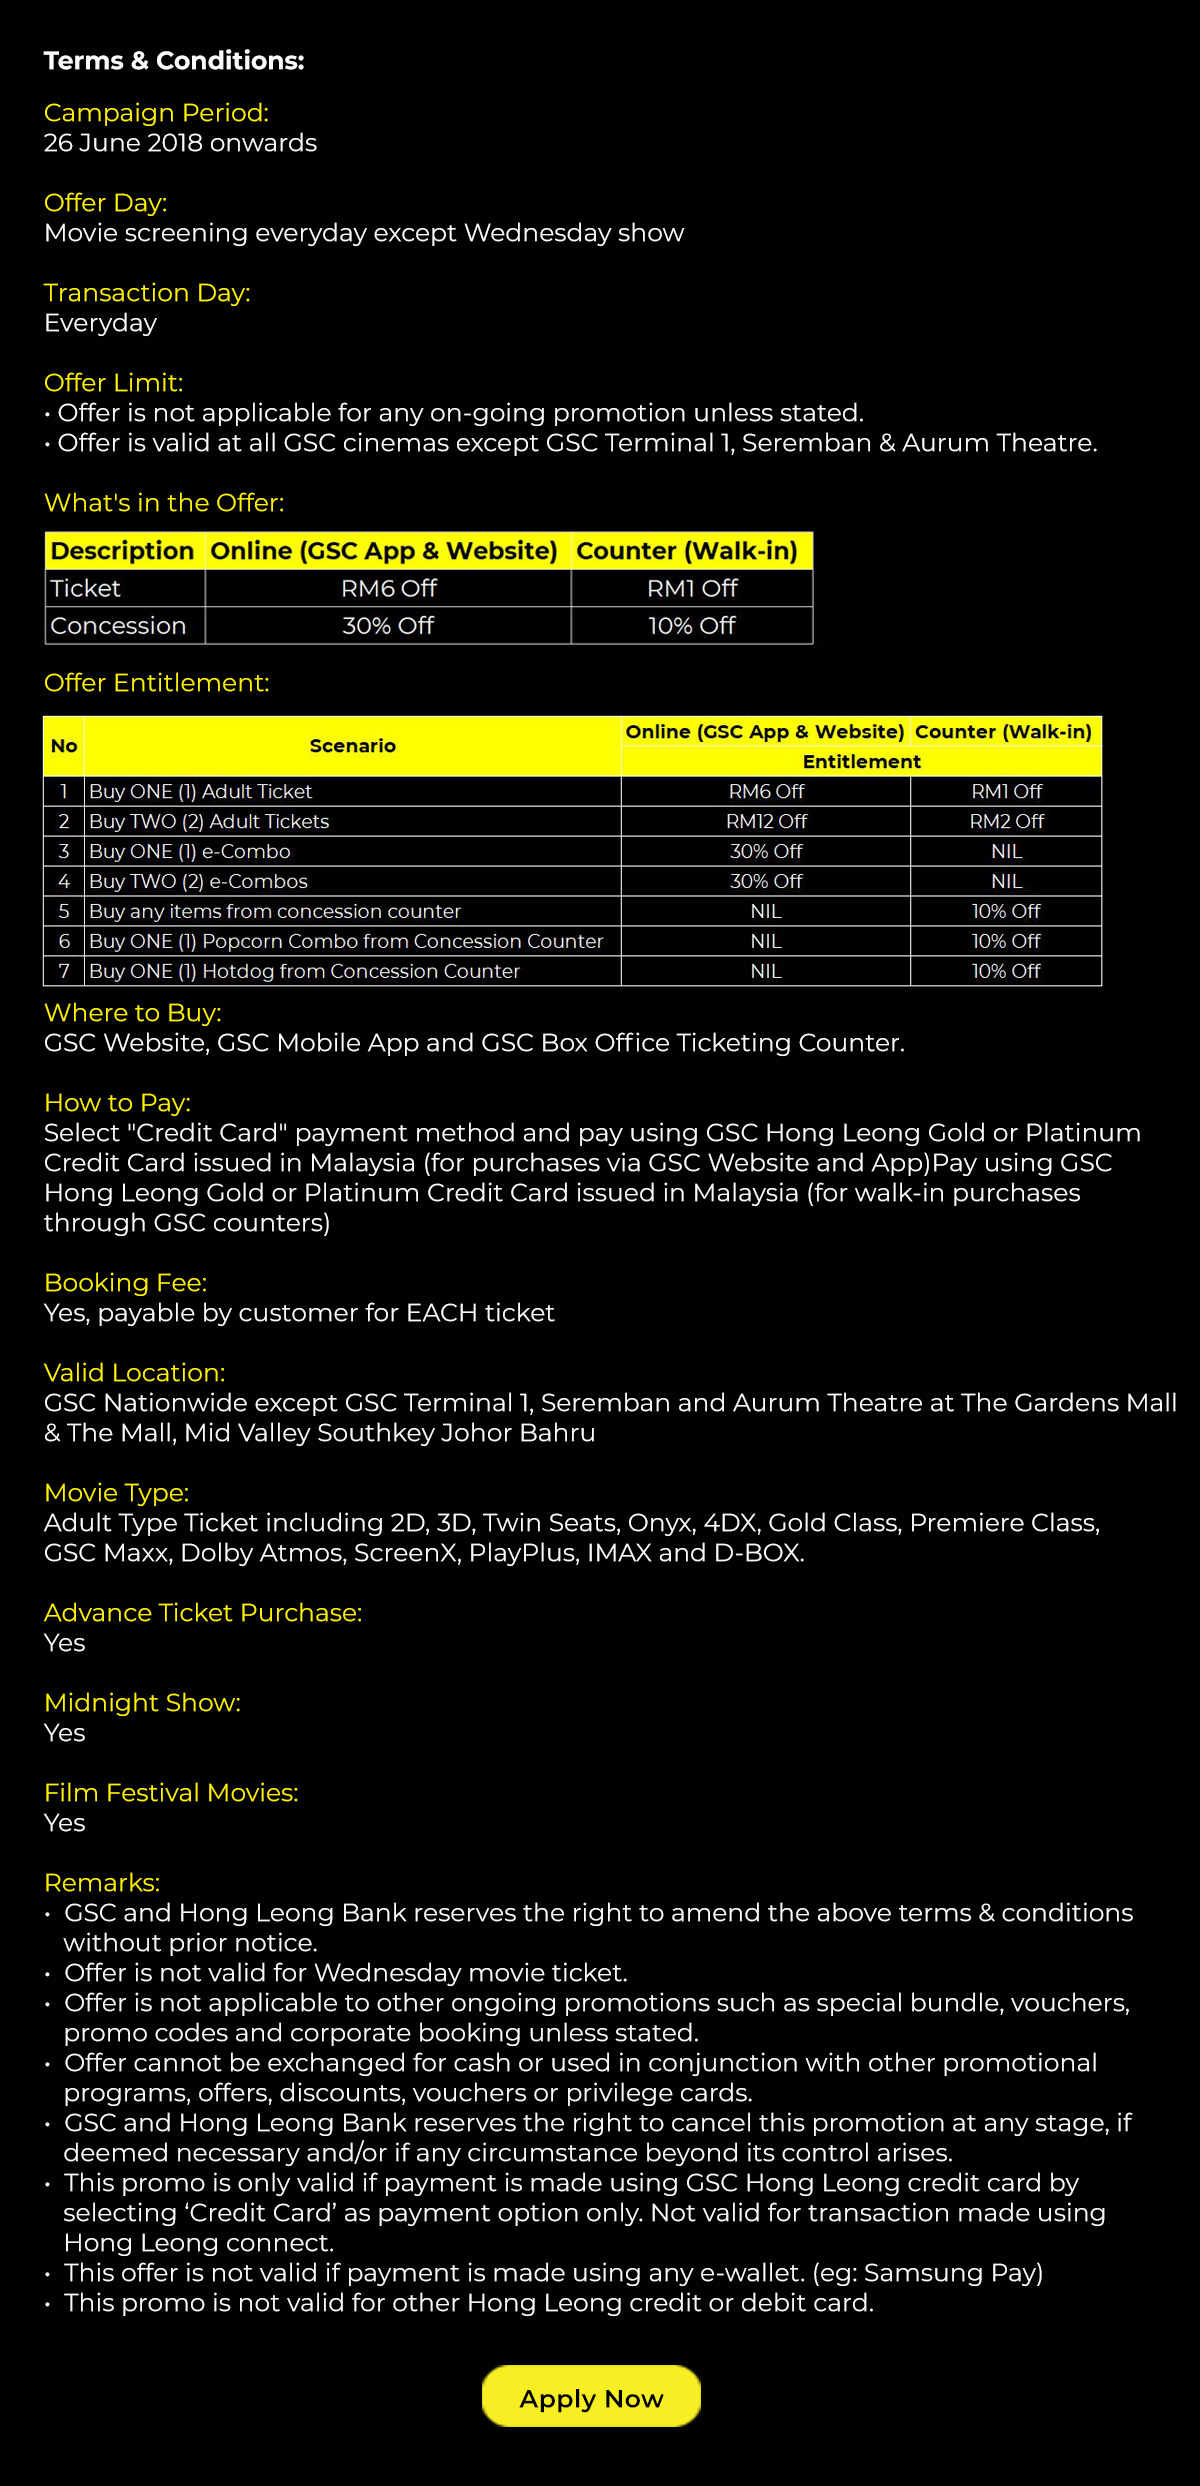 Terms & Conditions:
Campaign Period:
26 June 2018 onwards
Offer Day:
Movie screening everyday except Wednesday show
Transaction Day:
Everyday
Offer Limit:
• Offer is not applicable for any on-going promotion unless stated.
• Offer is valid at all GSC cinemas except GSC Terminal 1, Seremban & Aurum Theatre.
What's in the Offer:
Description Online (GSC App & Website) Counter (Walk-in)
Ticket RM6 Off RM1 Off
Concession 30% Off 10% Off
Offer Entitlement:
No Scenario Online (GSC App & Website) Counter (Walk-in)
Entitlement
1 Buy ONE (1) Adult Ticket RM6 Off RM1 Off
2 Buy TWO (2) Adult Tickets RM12 Off RM2 Off
3 Buy ONE (1) e-Combo 30% Off NIL
4 Buy TWO (2) e-Combos 30% Off NIL
5 Buy any items from concession counter NIL 10% Off
6 Buy ONE (1) Popcorn Combo from Concession Counter NIL 10% Off
7 Buy ONE (1) Hotdog from Concession Counter NIL 10% Off
Where to Buy:
GSC Website, GSC Mobile App and GSC Box Office Ticketing Counter.
How to Pay:
Select "Credit Card" payment method and pay using GSC Hong Leong Gold or Platinum
Credit Card issued in Malaysia (for purchases via GSC Website and App)Pay using GSC
Hong Leong Gold or Platinum Credit Card issued in Malaysia (for walk-in purchases
through GSC counters)
Booking Fee:
Yes, payable by customer for EACH ticket
Valid Location:
GSC Nationwide except GSC Terminal 1, Seremban and Aurum Theatre at The Gardens Mall
& The Mall, Mid Valley Southkey Johor Bahru
Movie Type:
Adult Type Ticket including 2D, 3D, Twin Seats, Onyx, 4DX, Gold Class, Premiere Class,
GSC Maxx, Dolby Atmos, ScreenX, PlayPlus, IMAX and D-BOX.
Advance Ticket Purchase:
Yes
Midnight Show:
Yes
Film Festival Movies:
Yes
Remarks:
• GSC and Hong Leong Bank reserves the right to amend the above terms & conditions
without prior notice.
• Offer is not valid for Wednesday movie ticket.
• Offer is not applicable to other ongoing promotions such as special bundle, vouchers,
promo codes and corporate booking unless stated.
• Offer cannot be exchanged for cash or used in conjunction with other promotional
programs, offers, discounts, vouchers or privilege cards.
• GSC and Hong Leong Bank reserves the right to cancel this promotion at any stage, if
deemed necessary and/or if any circumstance beyond its control arises.
• This promo is only valid if payment is made using GSC Hong Leong credit card by
selecting ‘Credit Card’ as payment option only. Not valid for transaction made using
Hong Leong connect.
• This offer is not valid if payment is made using any e-wallet. (eg: Samsung Pay)
• This promo is not valid for other Hong Leong credit or debit card.
Apply Now